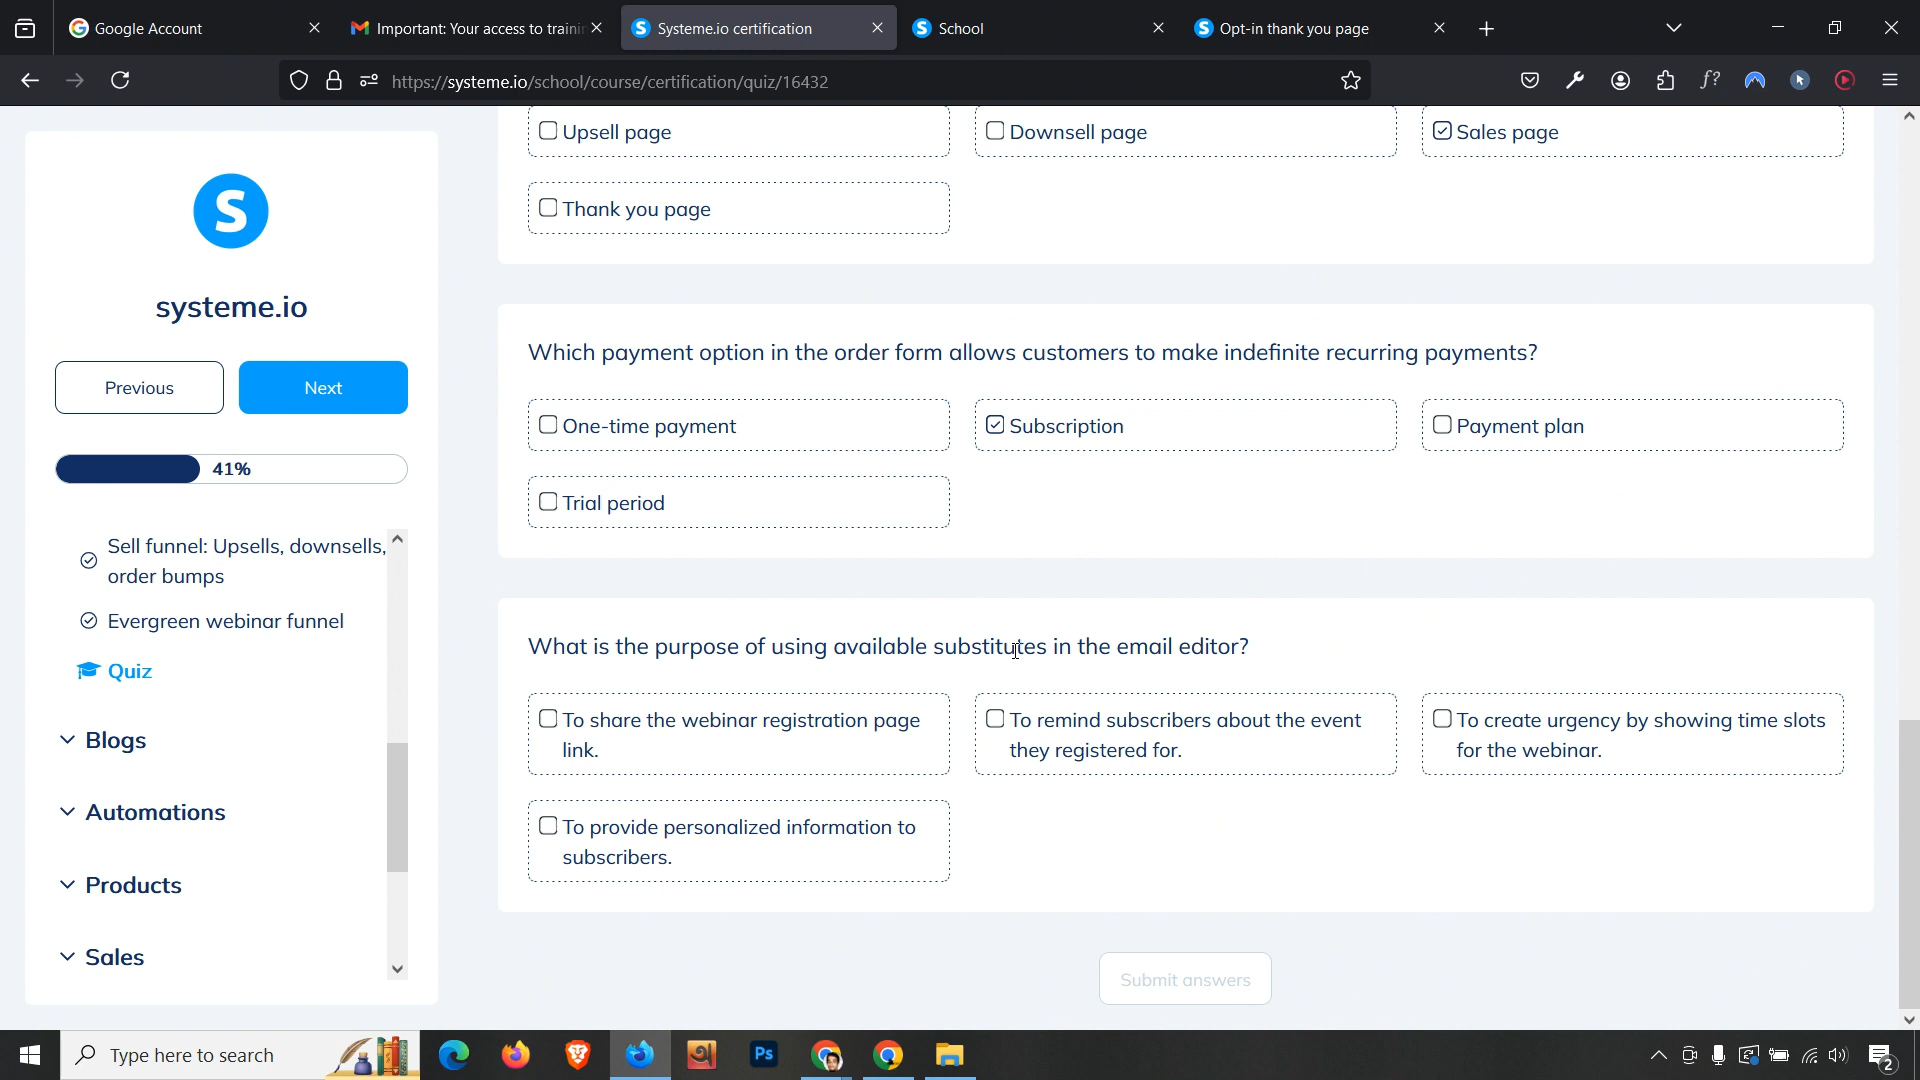 Google Account
Important: Your access to traini
Systeme.io certification
School
Opt-in thank you page
https://systeme.io/school/course/certification/quiz/16432
f?
S
systeme.io
Previous
Next
41%
Sell funnel: Upsells, downsells,
order bumps
Evergreen webinar funnel
Quiz
Blogs
Automations
Products
Sales
Upsell page
Downsell page
Sales page
Thank you page
Which payment option in the order form allows customers to make indefinite recurring payments?
One-time payment
Subscription
Payment plan
Trial period
What is the purpose of using available substitutes in the email editor?
To share the webinar registration page
link.
To remind subscribers about the event
they registered for.
To create urgency by showing time slots
for the webinar.
To provide personalized information to
subscribers.
Submit answers
Type here to search
Ps
2